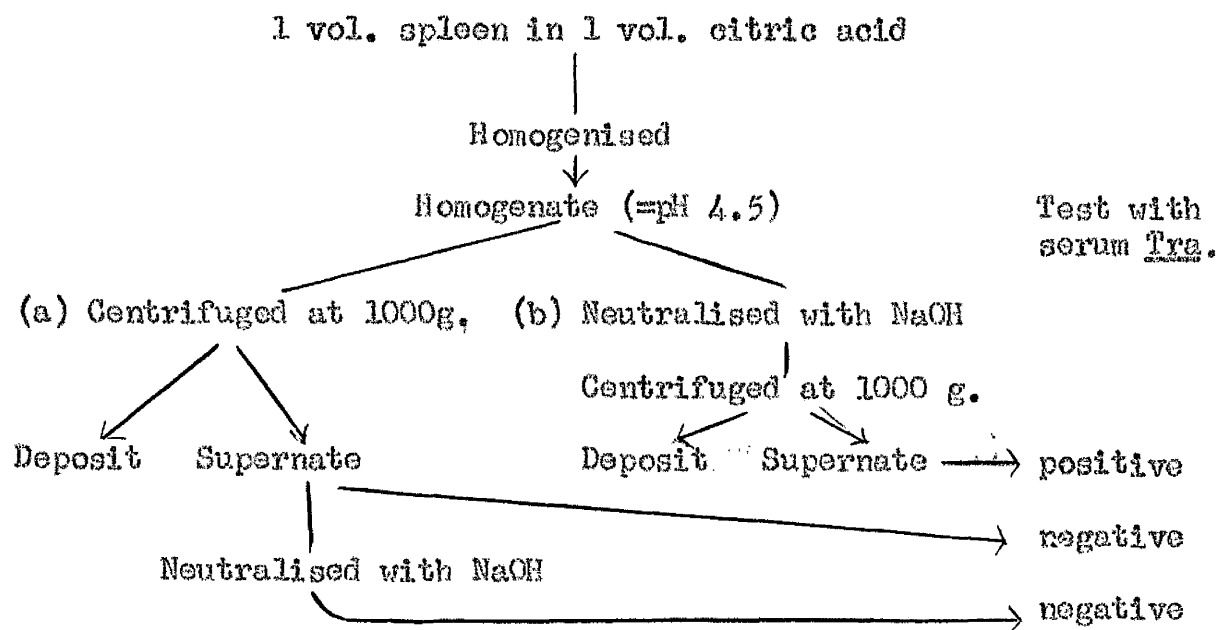 1 vol. spleen in 1 vol. citric acid
Homogenised
Homogenate (=pH 4.5)
Test with
serum Tra.
(a) Centrifuged at 1000g.
(b) Neutralised with NaOH
Centrifuged at 1000 g.
Deposit Supernate
Deposit Supernate
positive
negative
Neutralised with NaOH
negative